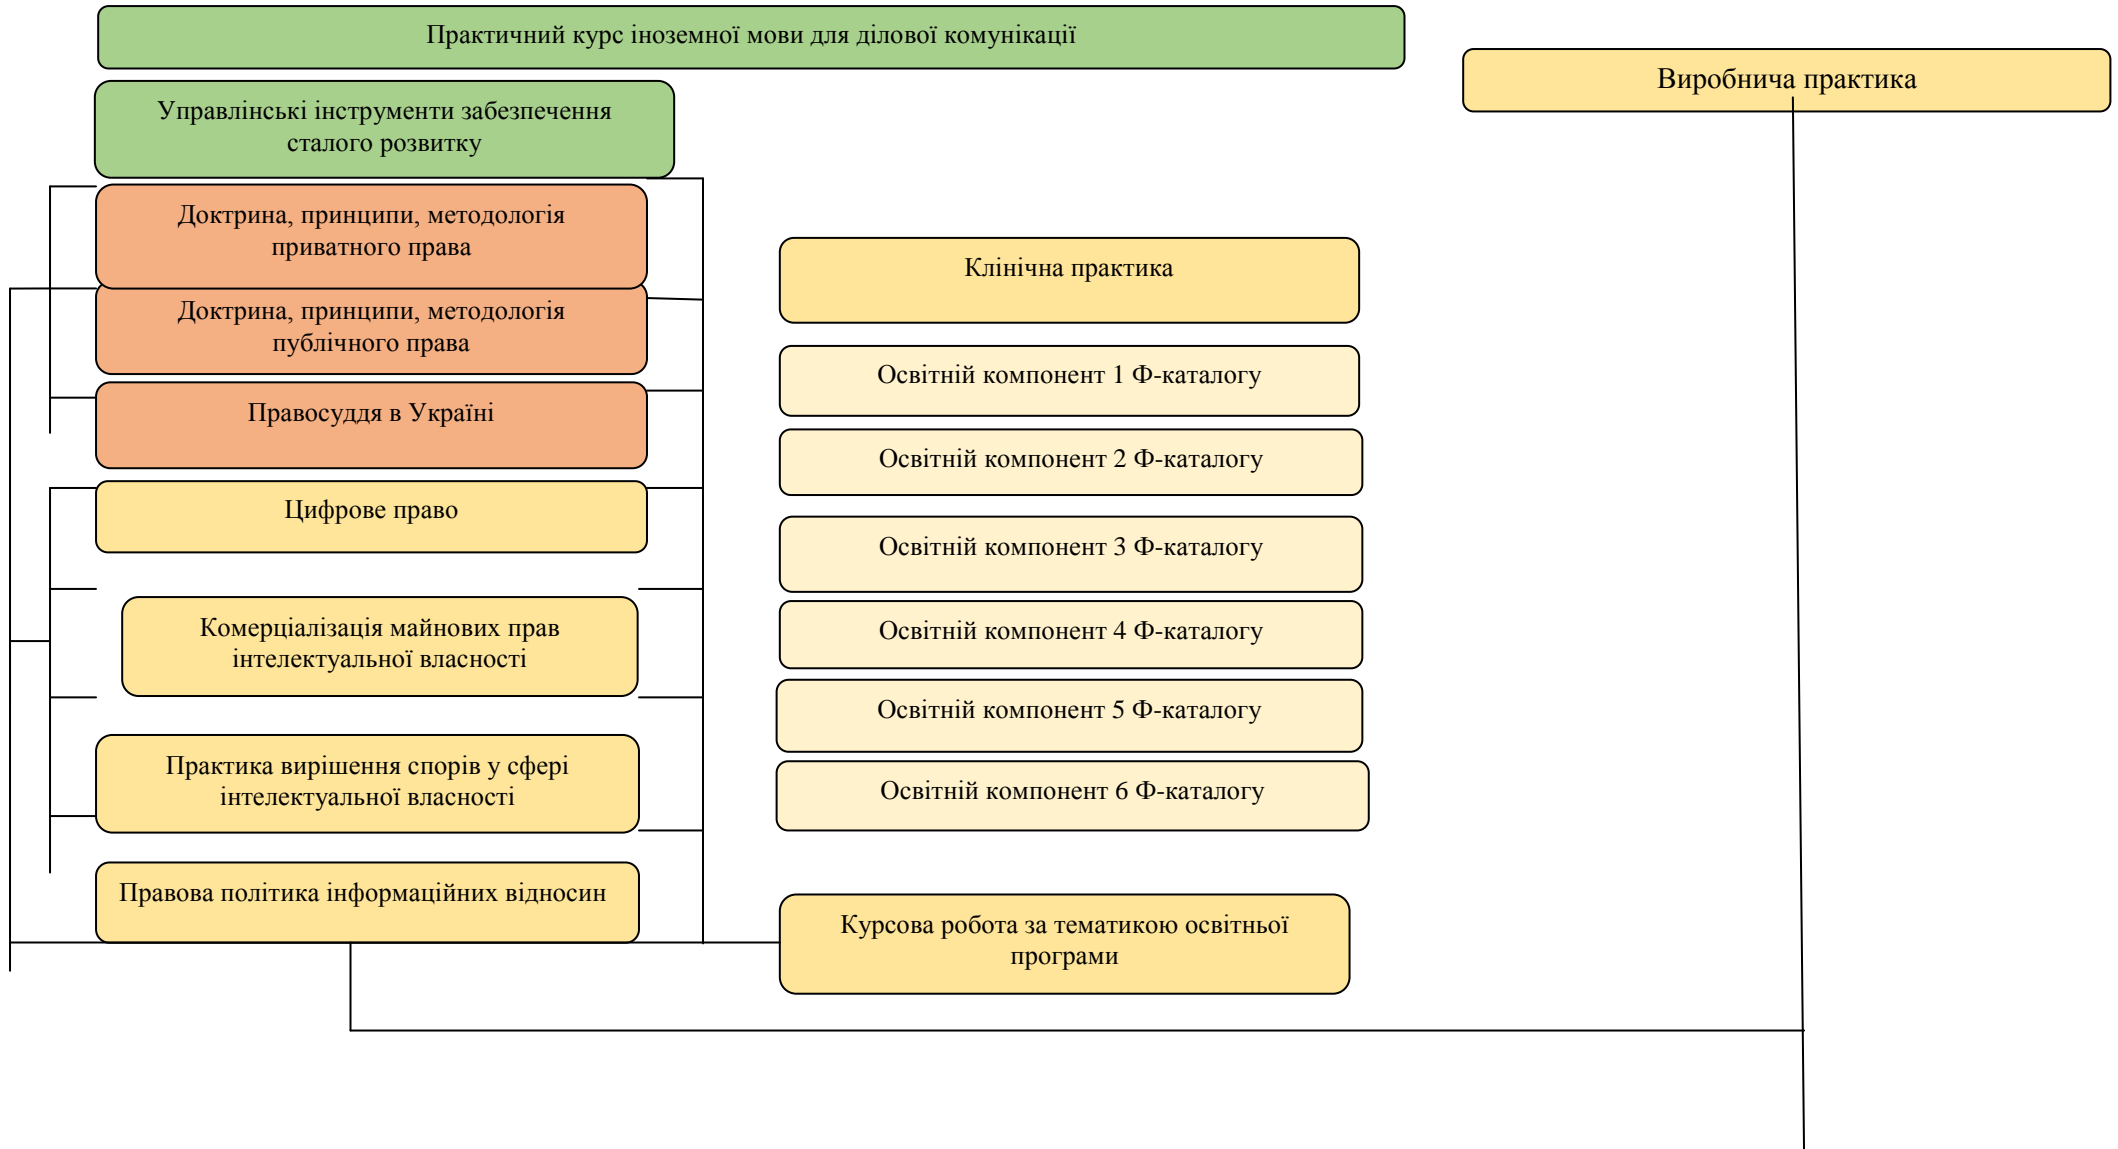 Практичний курс іноземної мови для ділової комунікації
Виробнича практика
Управлінські інструменти забезпечення
сталого розвитку
Доктрина, принципи, методологія
приватного права
Доктрина, принципи, методологія
публічного права
Правосуддя в Україні
Цифрове право
Комерціалізація майнових прав
інтелектуальної власності
Практика вирішення спорів у сфері
інтелектуальної власності
Правова політика інформаційних відносин
Клінічна практика
Освітній компонент 1 Ф-каталогу
Освітній компонент 2 Ф-каталогу
Освітній компонент 3 Ф-каталогу
Освітній компонент 4 Ф-каталогу
Освітній компонент 5 Ф-каталогу
Освітній компонент 6 Ф-каталогу
Курсова робота за тематикою освітньої
програми